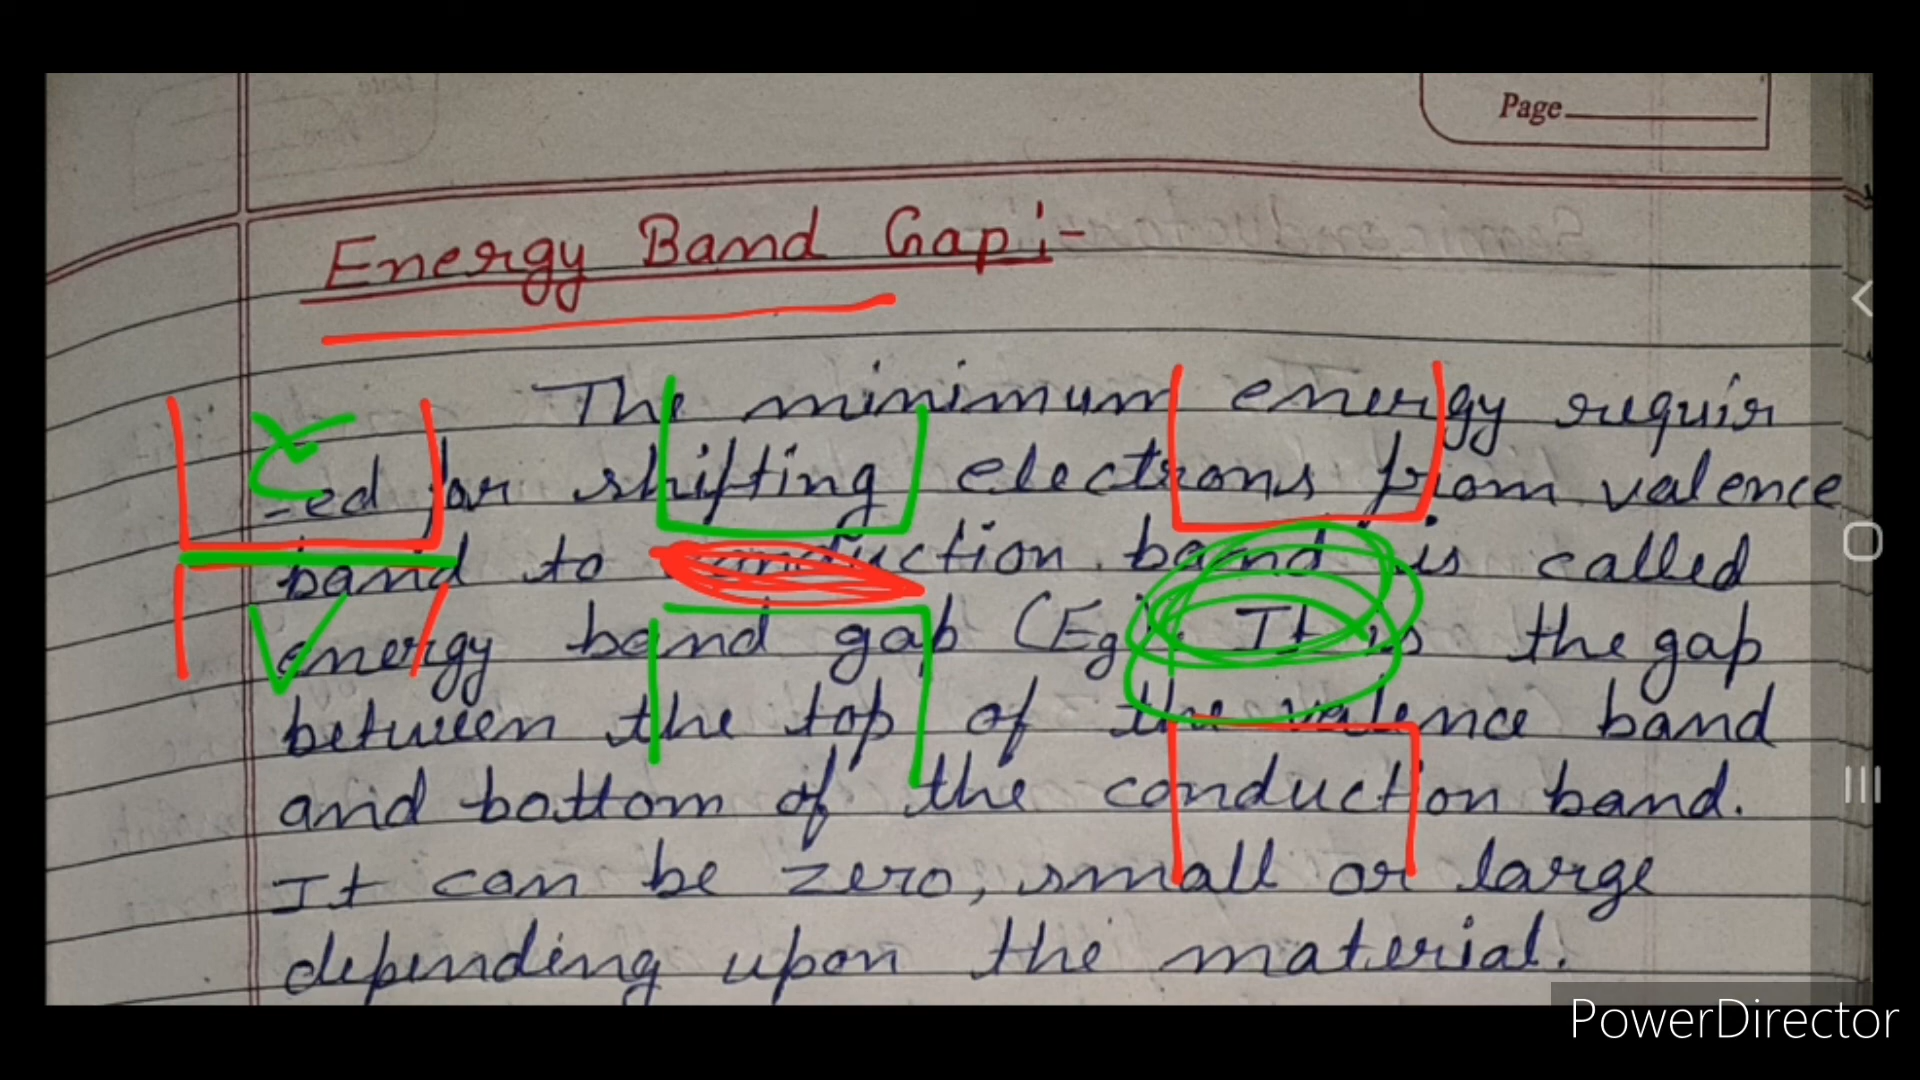 Page
Energy Band Gap :-
The minimum energy requir
-ed for shifting electrons from valence
band to conduction band is called
energy band gap (Eg). It is the gap
between the top of the valence band
and bottom of the conduction band.
It can be zero, small or large
depending upon the material.
C
V
PowerDirector